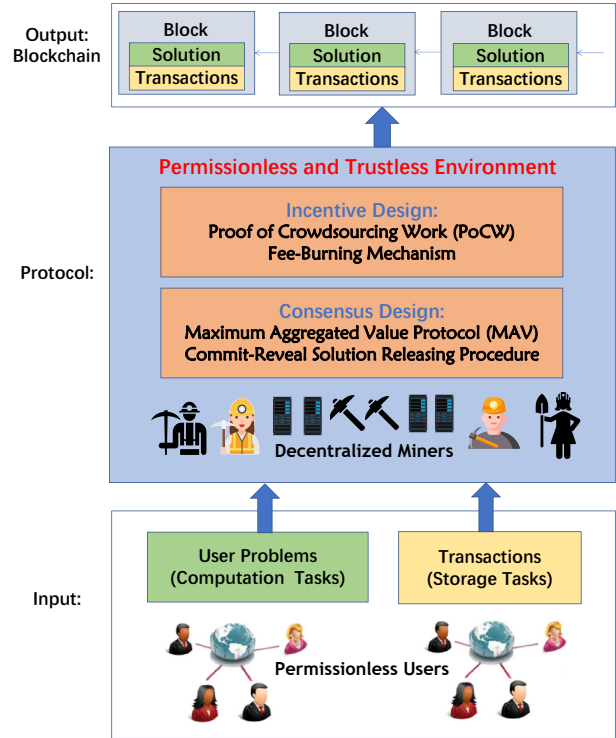 Output:
Blockchain
Block
Solution
Transactions
Block
Solution
Transactions
Block
Solution
Transactions
Protocol:
Permissionless and Trustless Environment
Incentive Design:
Proof of Crowdsourcing Work (PoCW)
Fee-Burning Mechanism
Consensus Design:
Maximum Aggregated Value Protocol (MAV)
Commit-Reveal Solution Releasing Procedure
Decentralized Miners
Input:
User Problems
(Computation Tasks)
Transactions
(Storage Tasks)
Permissionless Users